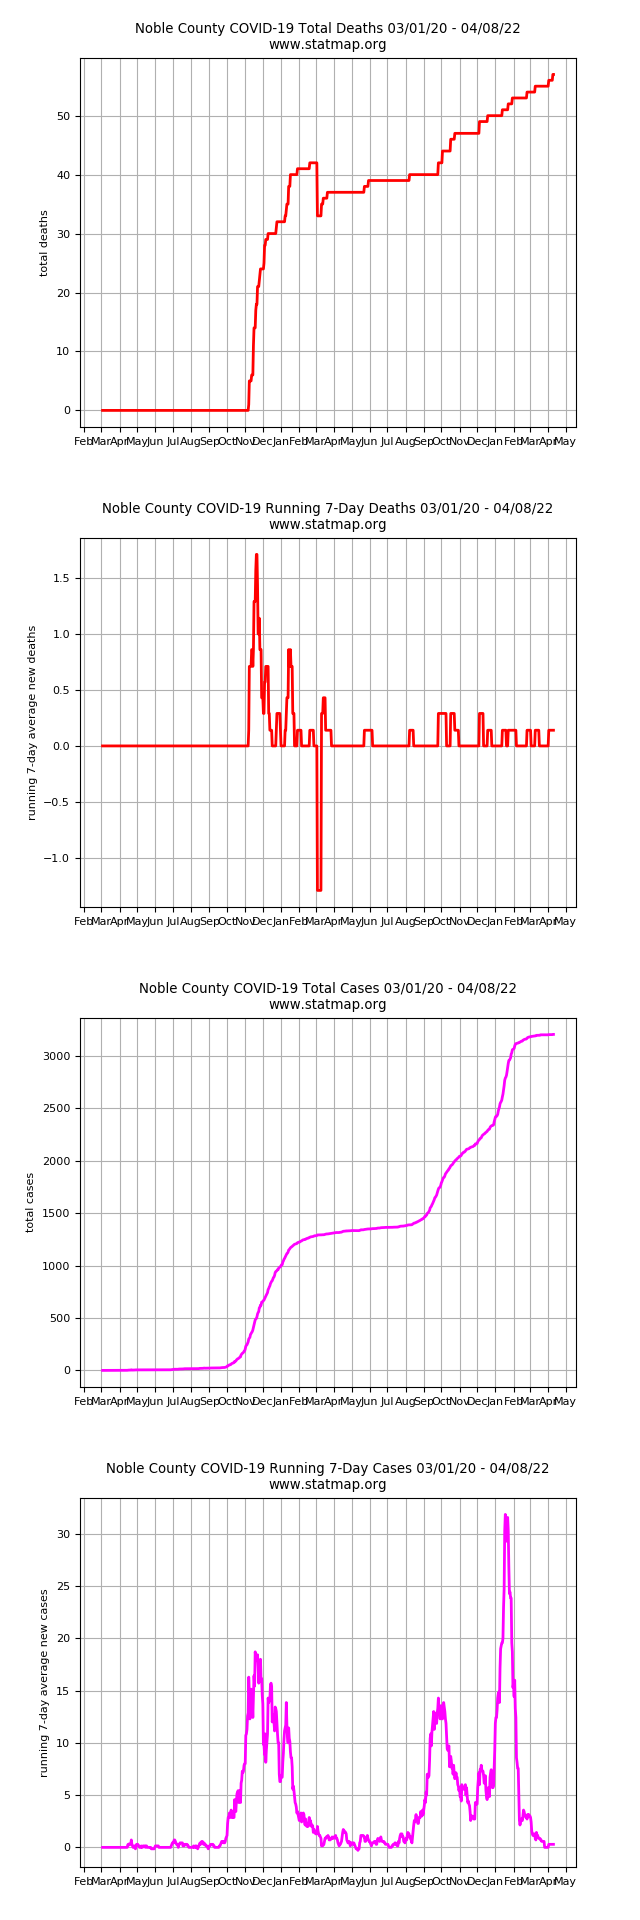 Noble County COVID-19 Total Deaths 03/01/20 - 04/08/22
www.statmap.org
total deaths
50
40
30
20
10
0
Feb Mar Apr May Jun Jul Aug Sep Oct Nov Dec Jan Feb Mar Apr May Jun Jul Aug Sep Oct Nov Dec Jan Feb Mar Apr May
Noble County COVID-19 Running 7-Day Deaths 03/01/20 - 04/08/22
www.statmap.org
running 7-day average new deaths
1.5
1.0
0.5
0.0
−0.5
−1.0
Feb Mar Apr May Jun Jul Aug Sep Oct Nov Dec Jan Feb Mar Apr May Jun Jul Aug Sep Oct Nov Dec Jan Feb Mar Apr May
Noble County COVID-19 Total Cases 03/01/20 - 04/08/22
www.statmap.org
total cases
3000
2500
2000
1500
1000
500
0
Feb Mar Apr May Jun Jul Aug Sep Oct Nov Dec Jan Feb Mar Apr May Jun Jul Aug Sep Oct Nov Dec Jan Feb Mar Apr May
Noble County COVID-19 Running 7-Day Cases 03/01/20 - 04/08/22
www.statmap.org
running 7-day average new cases
30
25
20
15
10
5
0
Feb Mar Apr May Jun Jul Aug Sep Oct Nov Dec Jan Feb Mar Apr May Jun Jul Aug Sep Oct Nov Dec Jan Feb Mar Apr May